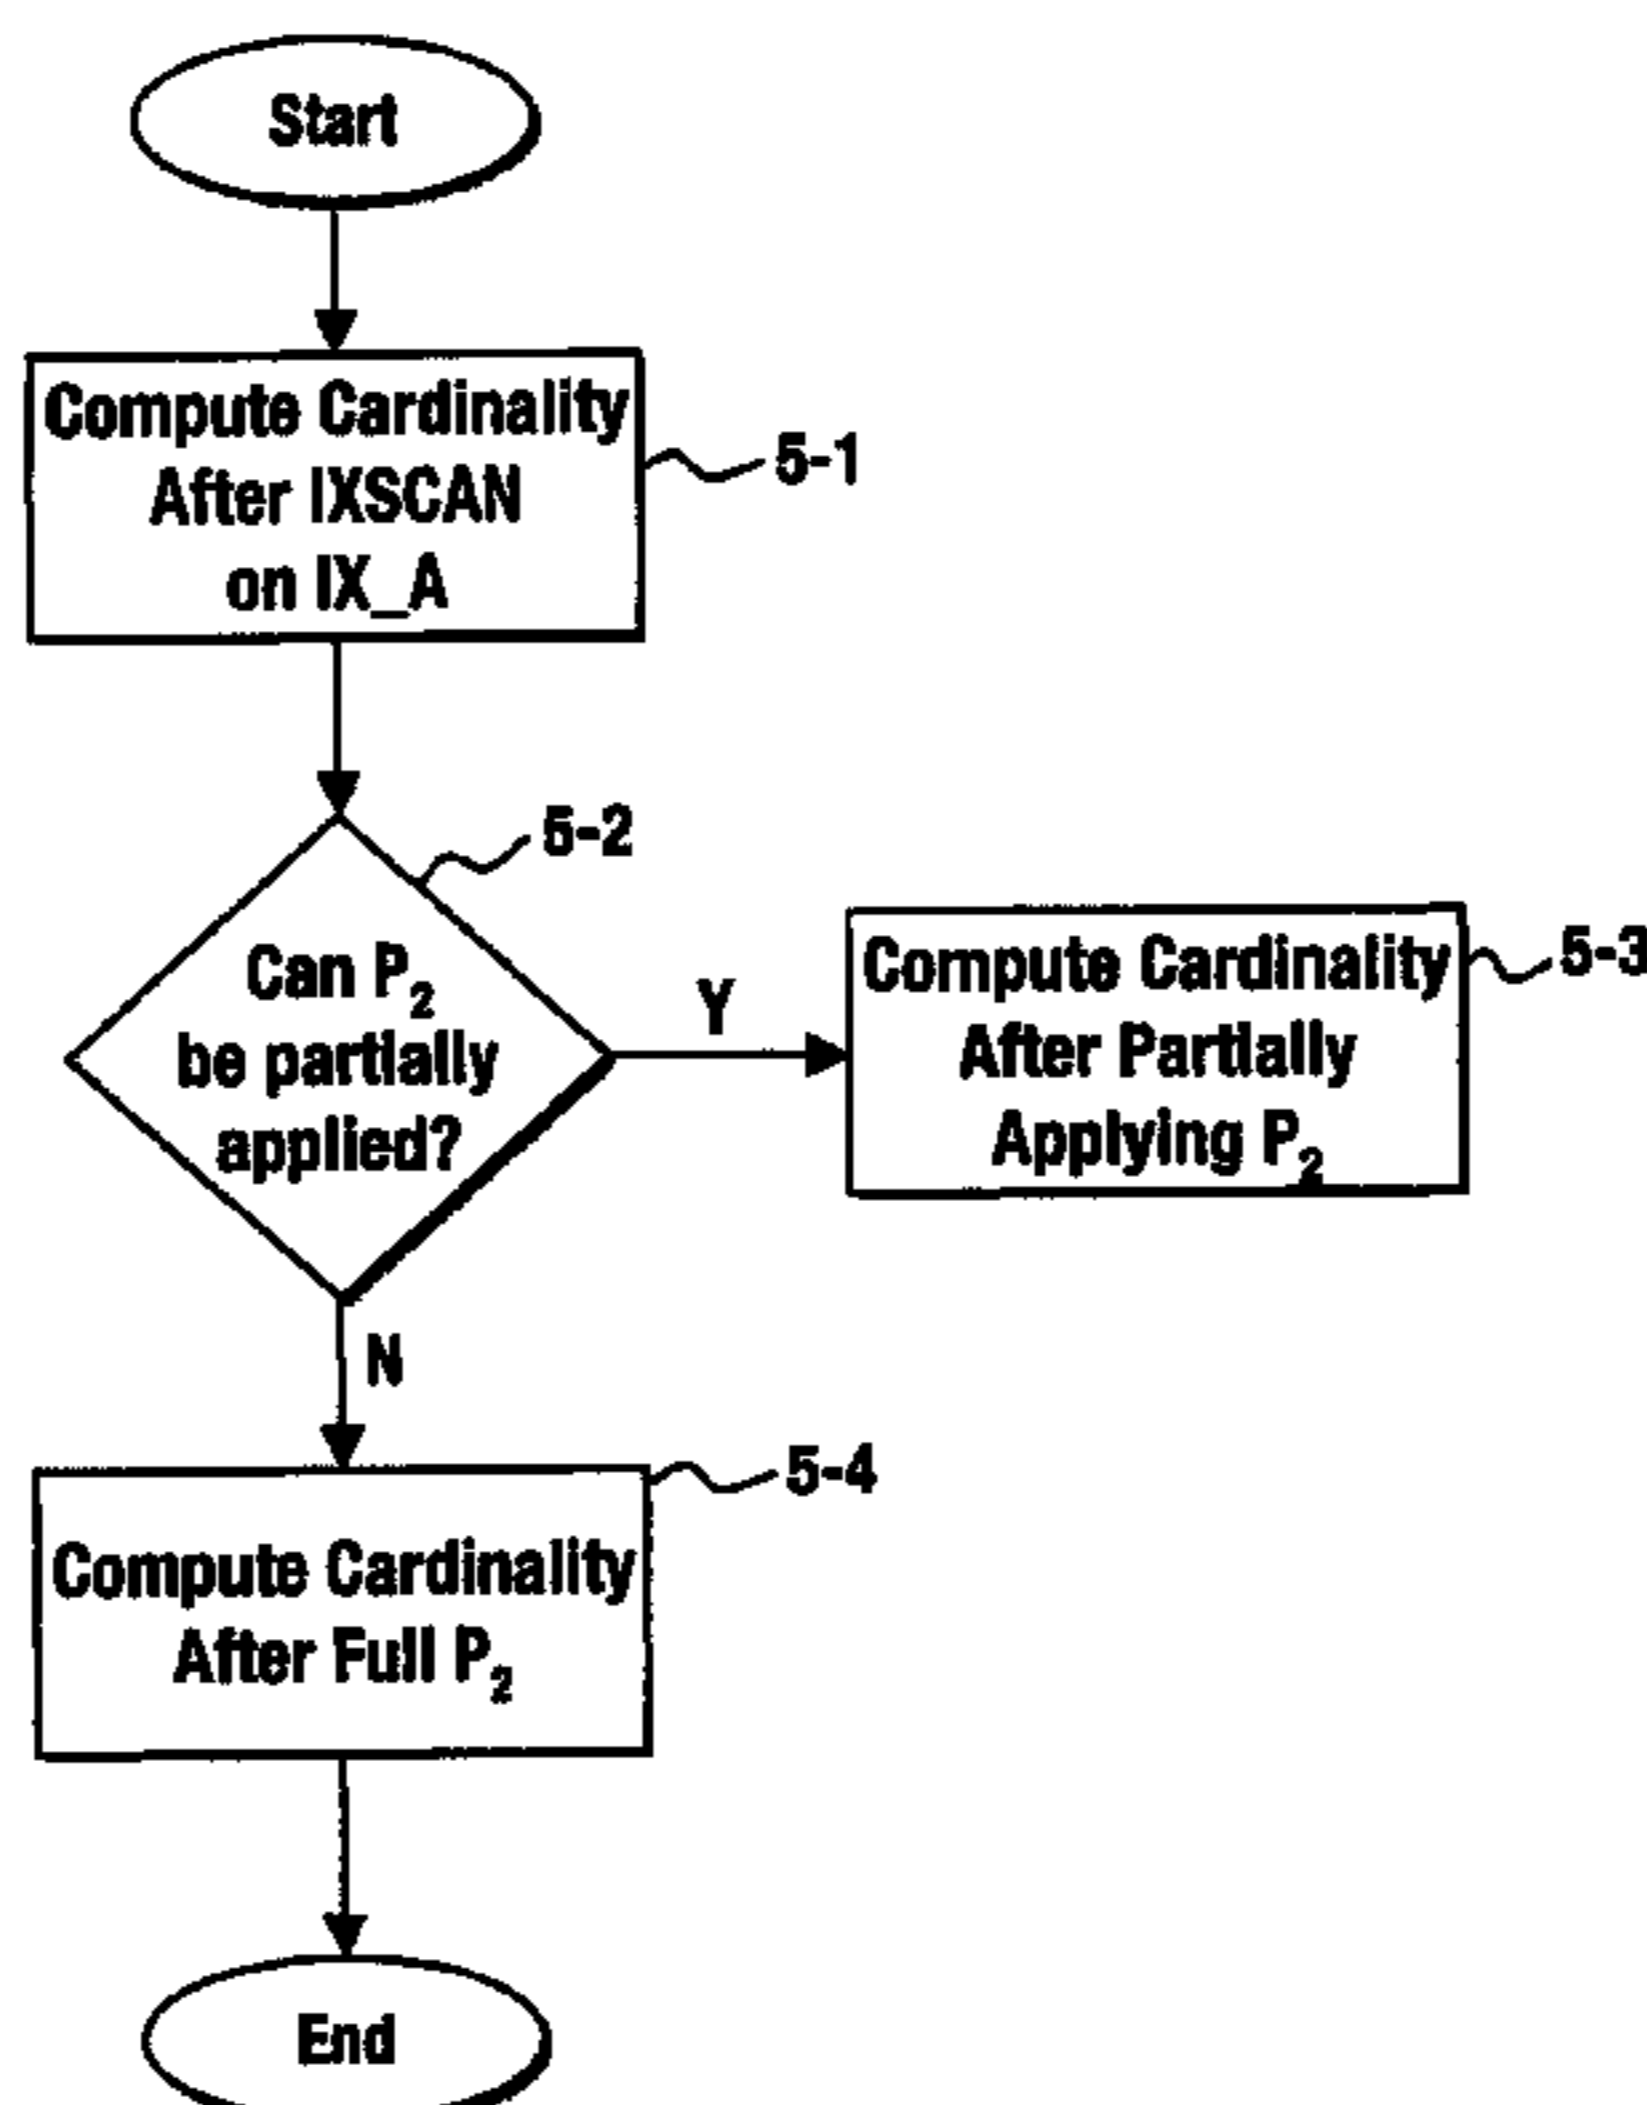 Start
Compute Cardinality
After IXSCAN
on IX_A
5-1
5-2
Can P₂
be partially
applied?
Y
Compute Cardinality
After Partially
Applying P₂
5-3
N
5-4
Compute Cardinality
After Full P₂
End